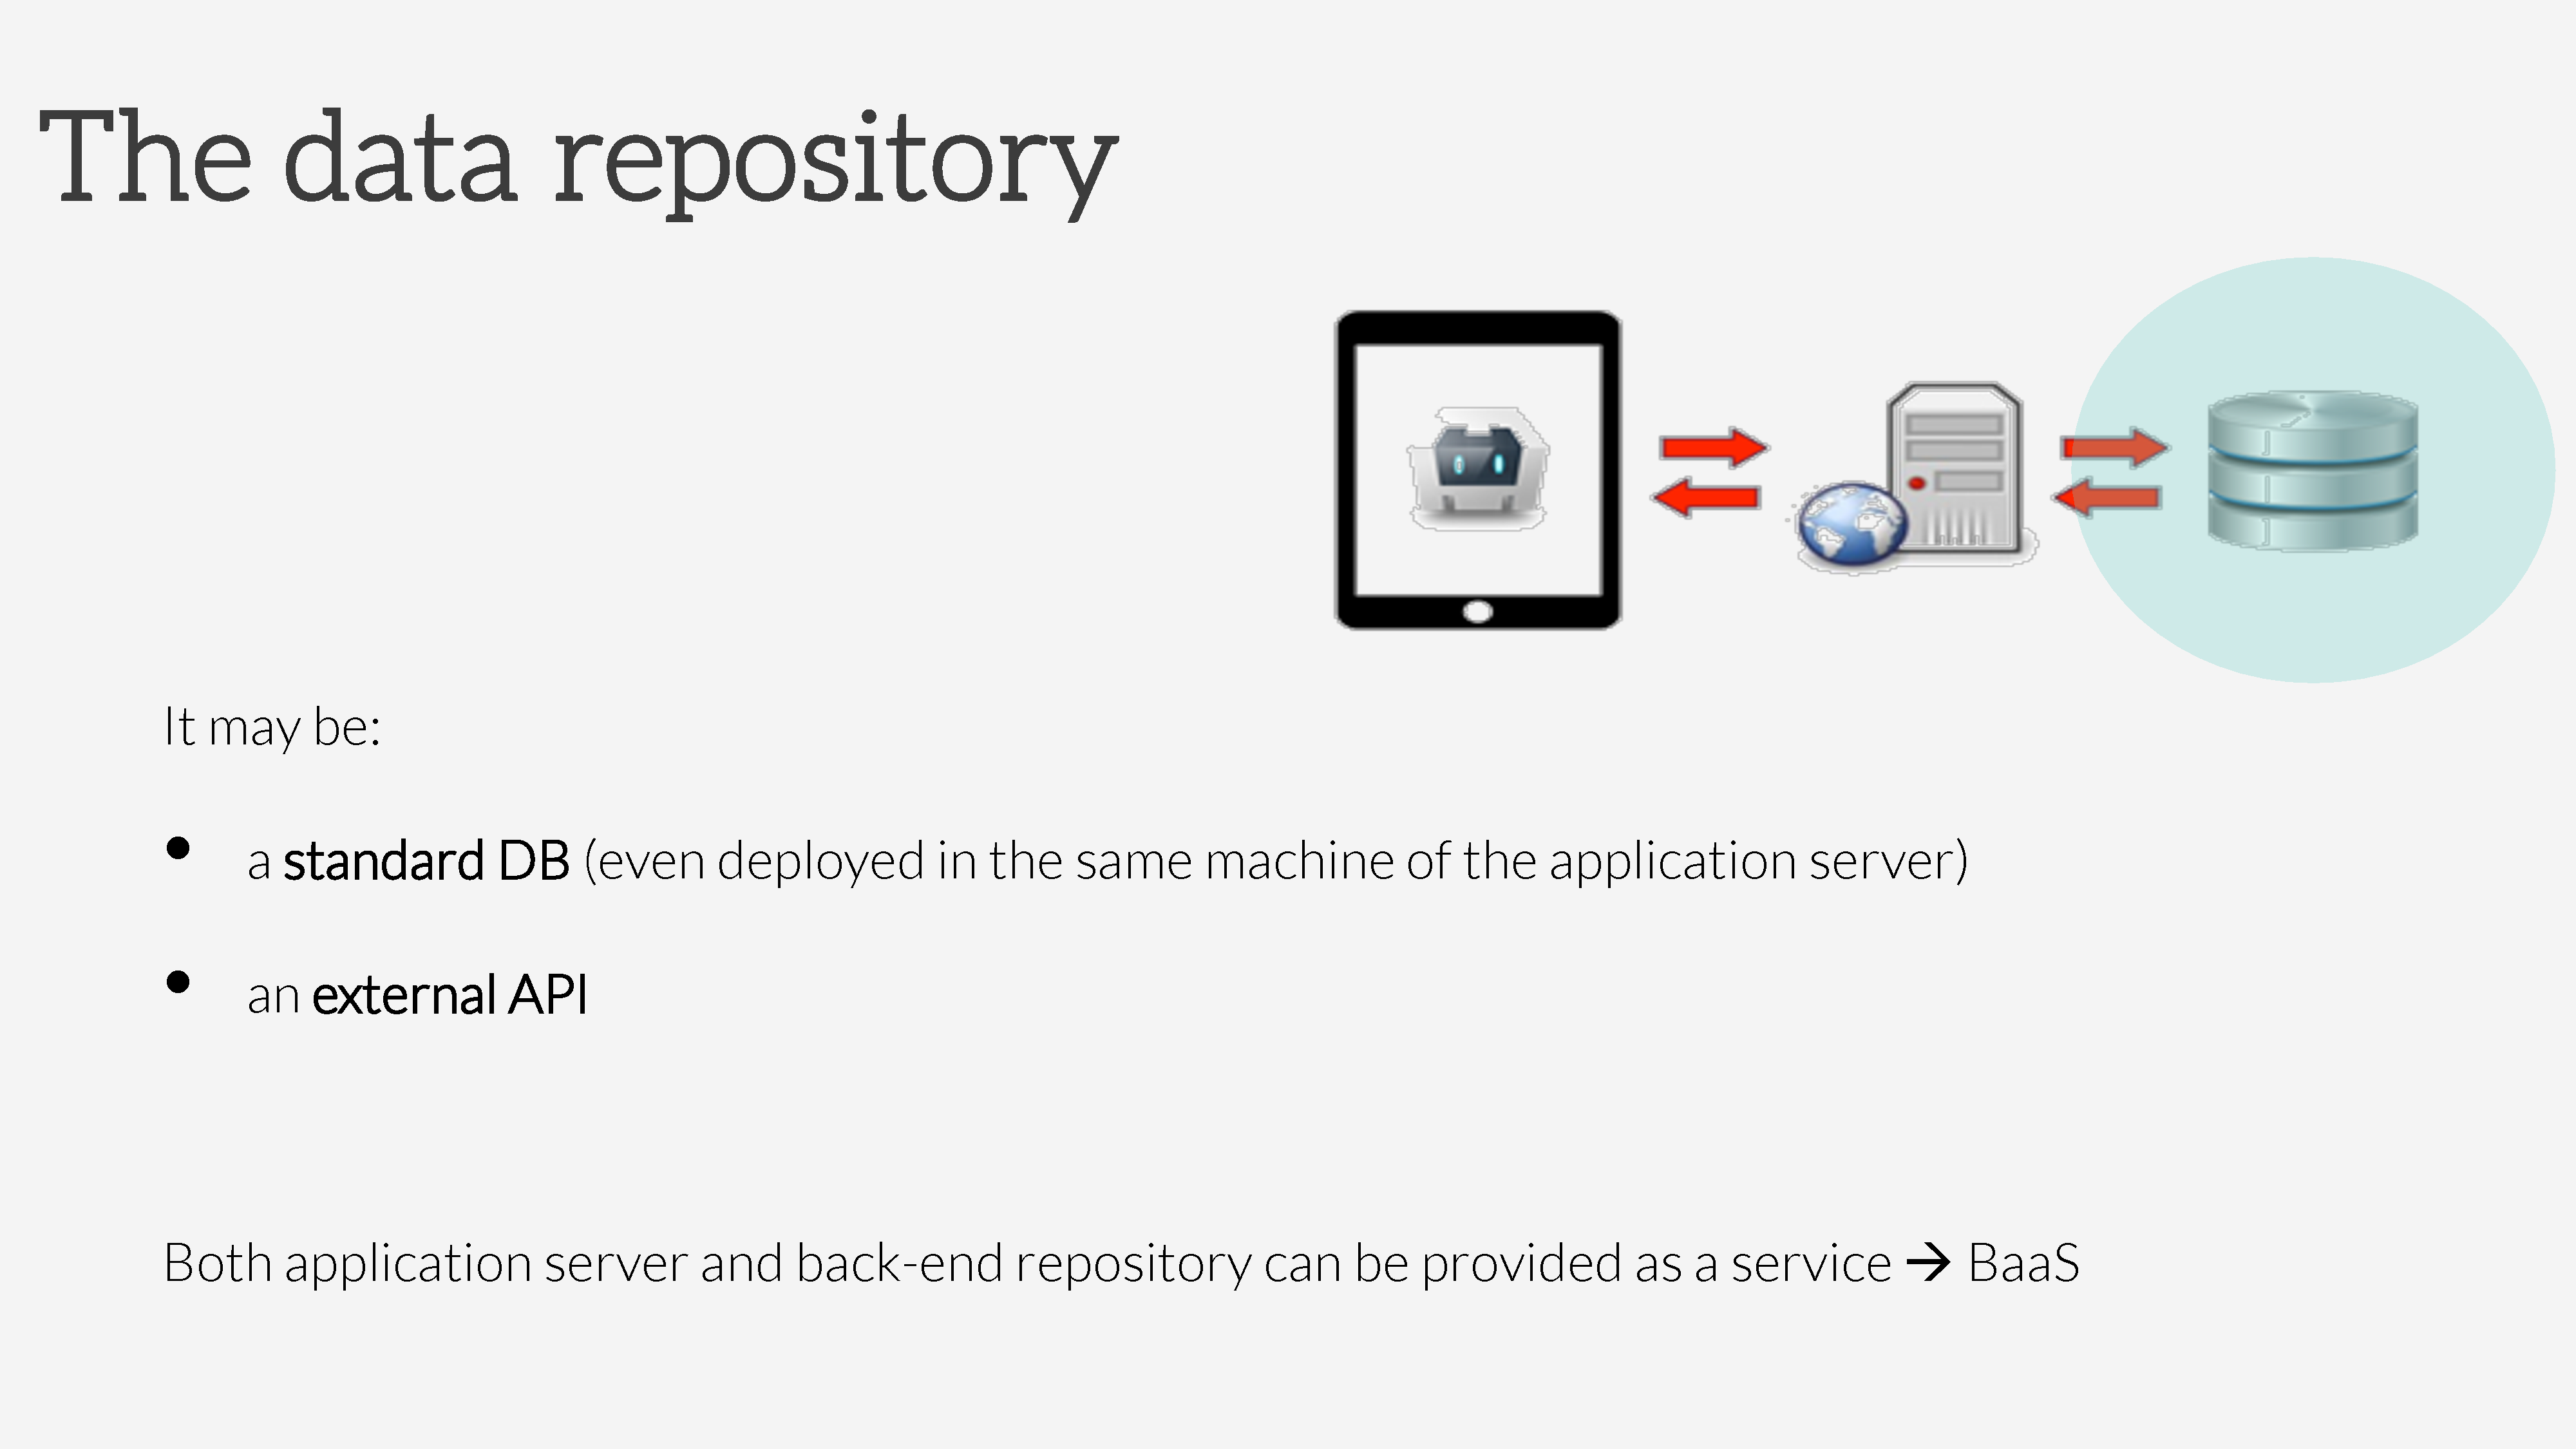 The data repository
It may be:
• a standard DB (even deployed in the same machine of the application server)
• an external API
Both application server and back-end repository can be provided as a service → BaaS